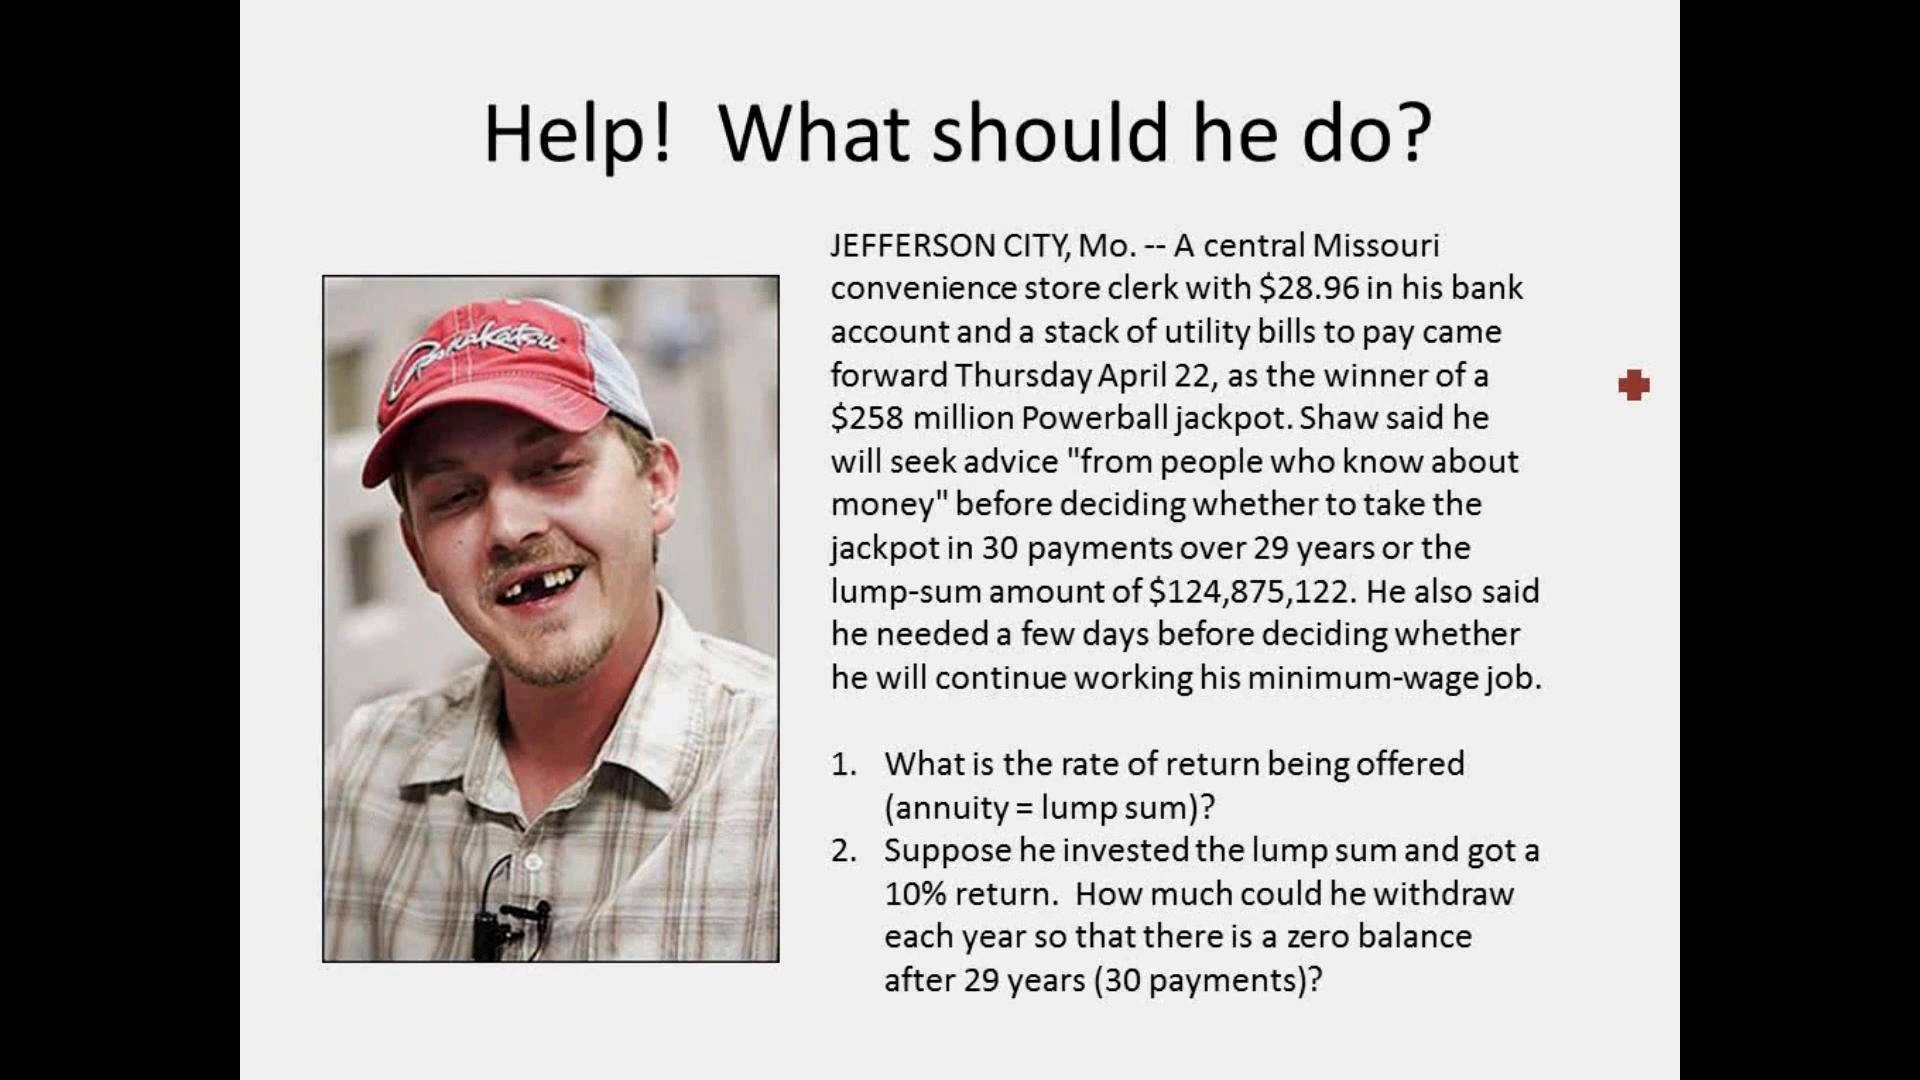 Help!  What should he do?
Gamakatsu
JEFFERSON CITY, Mo. -- A central Missouri
convenience store clerk with $28.96 in his bank
account and a stack of utility bills to pay came
forward Thursday April 22, as the winner of a
$258 million Powerball jackpot. Shaw said he
will seek advice "from people who know about
money" before deciding whether to take the
jackpot in 30 payments over 29 years or the
lump-sum amount of $124,875,122. He also said
he needed a few days before deciding whether
he will continue working his minimum-wage job.
1. What is the rate of return being offered
(annuity = lump sum)?
2. Suppose he invested the lump sum and got a
10% return.  How much could he withdraw
each year so that there is a zero balance
after 29 years (30 payments)?